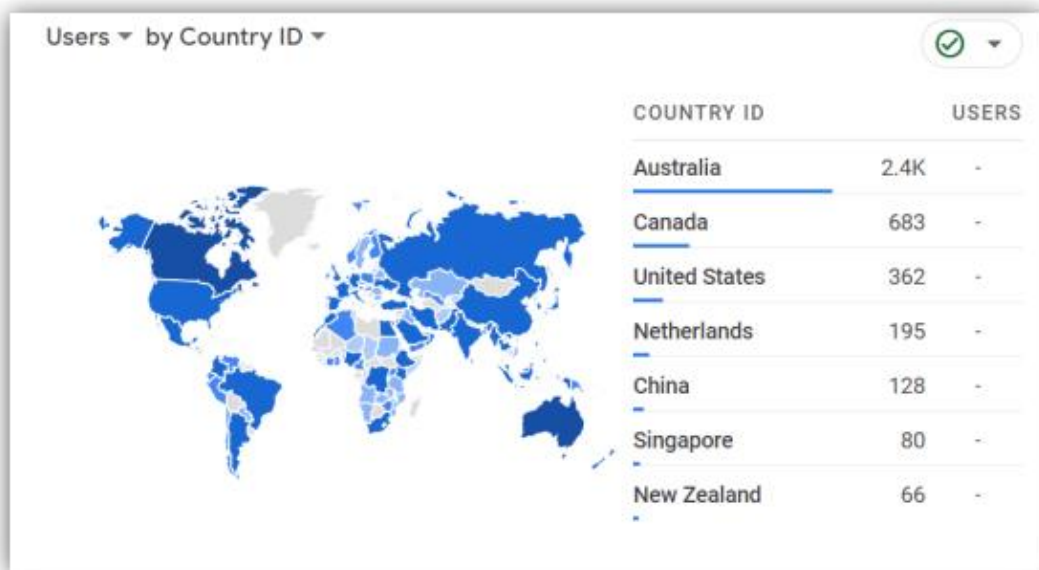 Users by Country ID
COUNTRY ID USERS
Australia 2.4K -
Canada 683 -
United States 362 -
Netherlands 195 -
China 128 -
Singapore 80 -
New Zealand 66 -